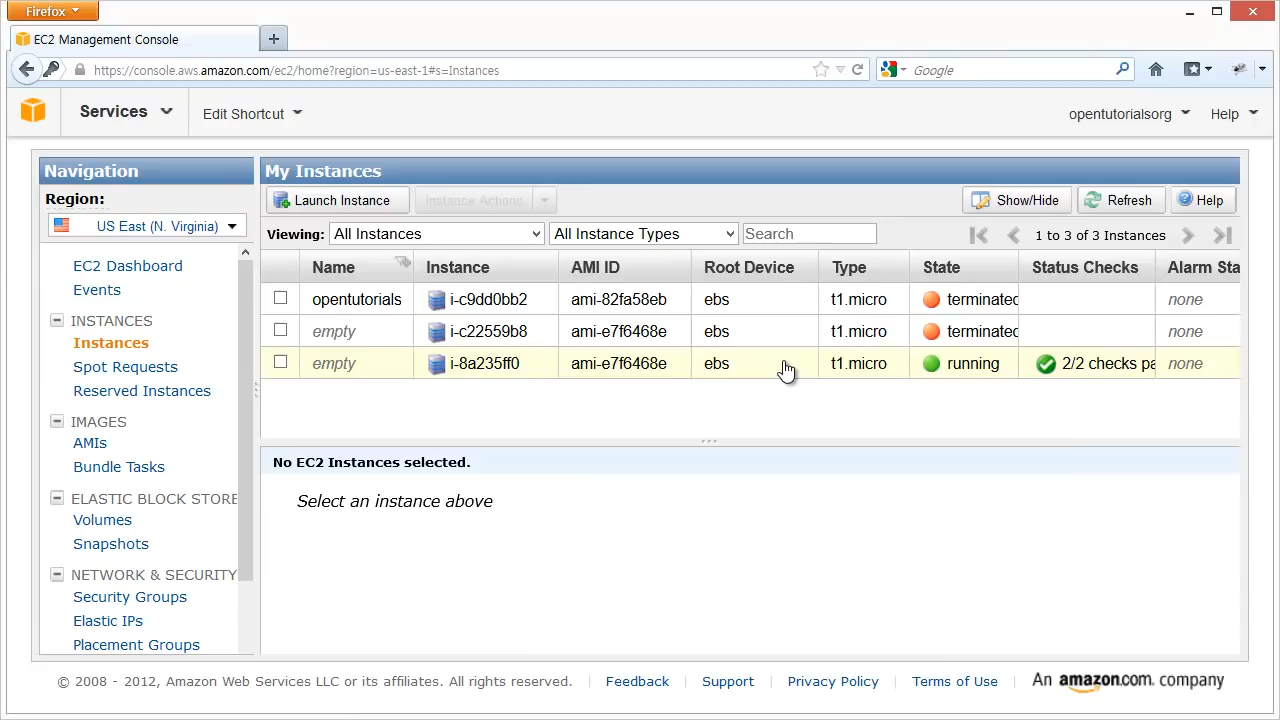 Firefox
EC2 Management Console
https://console.aws.amazon.com/ec2/home?region=us-east-1#s=Instances
Google
Services
Edit Shortcut
opentutorialsorg
Help
Navigation
Region:
US East (N. Virginia)
EC2 Dashboard
Events
INSTANCES
Instances
Spot Requests
Reserved Instances
IMAGES
AMIs
Bundle Tasks
ELASTIC BLOCK STORE
Volumes
Snapshots
NETWORK & SECURITY
Security Groups
Elastic IPs
Placement Groups
My Instances
Launch Instance
Instance Actions
Show/Hide
Refresh
Help
Viewing: All Instances All Instance Types Search 1 to 3 of 3 Instances
Name Instance AMI ID Root Device Type State Status Checks Alarm Sta
opentutorials i-c9dd0bb2 ami-82fa58eb ebs t1.micro terminated none
empty i-c22559b8 ami-e7f6468e ebs t1.micro terminated none
empty i-8a235ff0 ami-e7f6468e ebs t1.micro running 2/2 checks pa none
No EC2 Instances selected.
Select an instance above
© 2008 - 2012, Amazon Web Services LLC or its affiliates. All rights reserved. Feedback Support Privacy Policy Terms of Use An amazon.com company